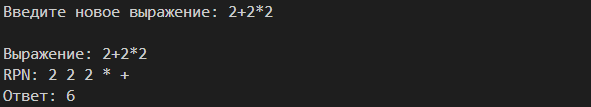 Введите новое выражение: 2+2*2
Выражение: 2+2*2
RPN: 2 2 2 * +
Ответ: 6